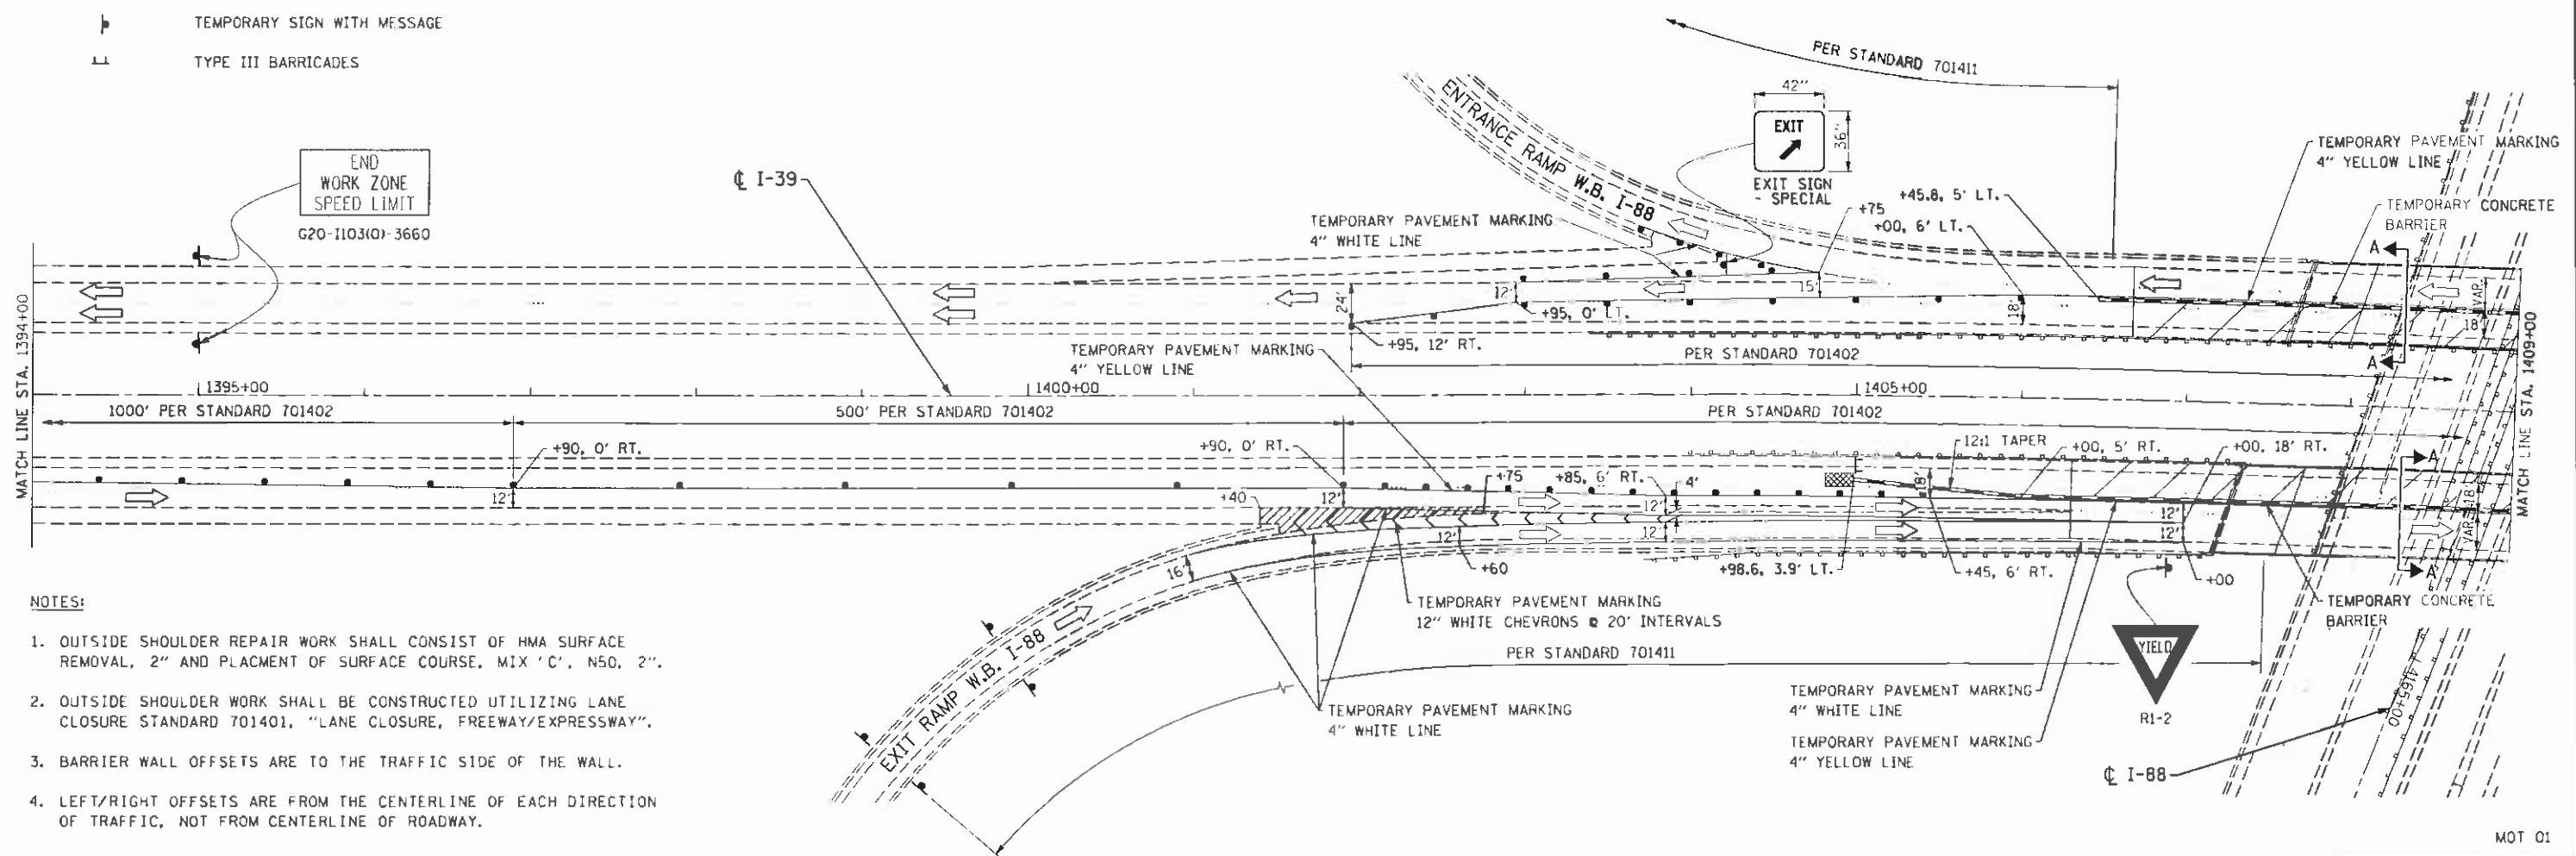 TEMPORARY SIGN WITH MESSAGE
TYPE III BARRICADES
END
WORK ZONE
SPEED LIMIT
G20-I103(0)-3660
℄ I-39
PER STANDARD 701411
42"
36"
EXIT
EXIT SIGN
- SPECIAL
ENTRANCE RAMP W.B. I-88
TEMPORARY PAVEMENT MARKING
4" WHITE LINE
+75
+45.8, 5' LT.
+00, 6' LT.
TEMPORARY PAVEMENT MARKING
4" YELLOW LINE
TEMPORARY CONCRETE
BARRIER
A
A
24'
12'
15'
18'
VAR.
18'
+95, 0' LT.
+95, 12' RT.
TEMPORARY PAVEMENT MARKING
4" YELLOW LINE
PER STANDARD 701402
MATCH LINE STA. 1394+00
MATCH LINE STA. 1409+00
1395+00
1400+00
1405+00
1000' PER STANDARD 701402
500' PER STANDARD 701402
PER STANDARD 701402
+90, 0' RT.
+90, 0' RT.
12'
12'
+40
+75
+85, 6' RT.
4'
12'
12'
12'
18'
12:1 TAPER
+00, 5' RT.
+00, 18' RT.
A
A
12'
12'
18'
VAR.
16'
+60
+98.6, 3.9' LT.
+45, 6' RT.
+00
TEMPORARY PAVEMENT MARKING
12" WHITE CHEVRONS @ 20' INTERVALS
TEMPORARY CONCRETE
BARRIER
PER STANDARD 701411
EXIT RAMP W.B. I-88
TEMPORARY PAVEMENT MARKING
4" WHITE LINE
TEMPORARY PAVEMENT MARKING
4" WHITE LINE
TEMPORARY PAVEMENT MARKING
4" YELLOW LINE
YIELD
R1-2
℄ I-88
4165+00
NOTES:
1. OUTSIDE SHOULDER REPAIR WORK SHALL CONSIST OF HMA SURFACE
REMOVAL, 2" AND PLACMENT OF SURFACE COURSE, MIX 'C', N50, 2".
2. OUTSIDE SHOULDER WORK SHALL BE CONSTRUCTED UTILIZING LANE
CLOSURE STANDARD 701401, "LANE CLOSURE, FREEWAY/EXPRESSWAY".
3. BARRIER WALL OFFSETS ARE TO THE TRAFFIC SIDE OF THE WALL.
4. LEFT/RIGHT OFFSETS ARE FROM THE CENTERLINE OF EACH DIRECTION
OF TRAFFIC, NOT FROM CENTERLINE OF ROADWAY.
MOT 01